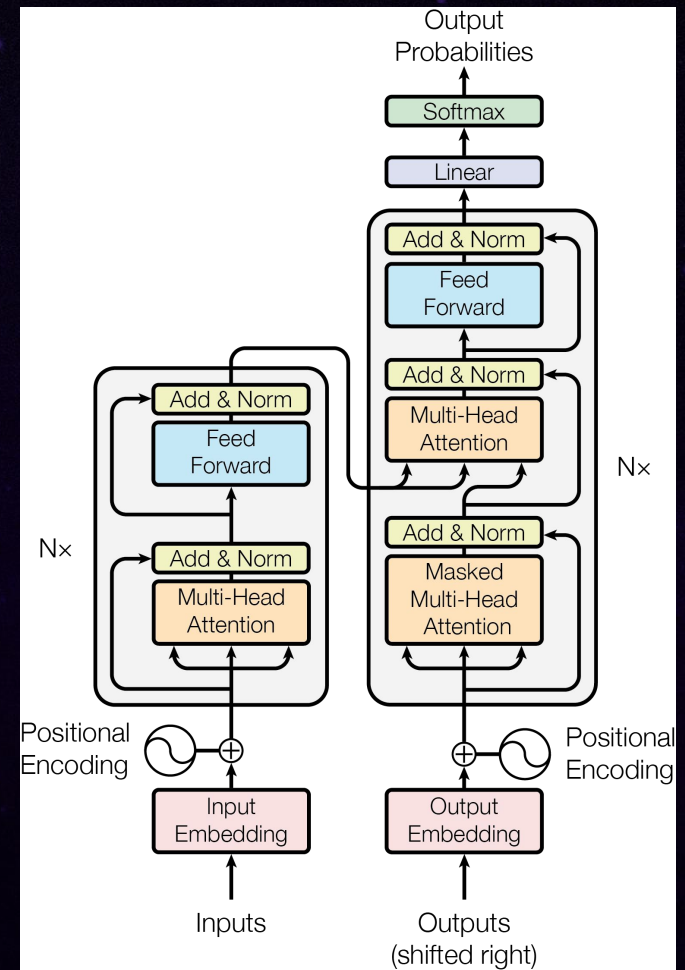 Output
Probabilities
Softmax
Linear
Add & Norm
Feed
Forward
Add & Norm
Multi-Head
Attention
Add & Norm
Masked
Multi-Head
Attention
N×
Add & Norm
Feed
Forward
Add & Norm
Multi-Head
Attention
N×
Positional
Encoding
Positional
Encoding
Input
Embedding
Output
Embedding
Inputs
Outputs
(shifted right)